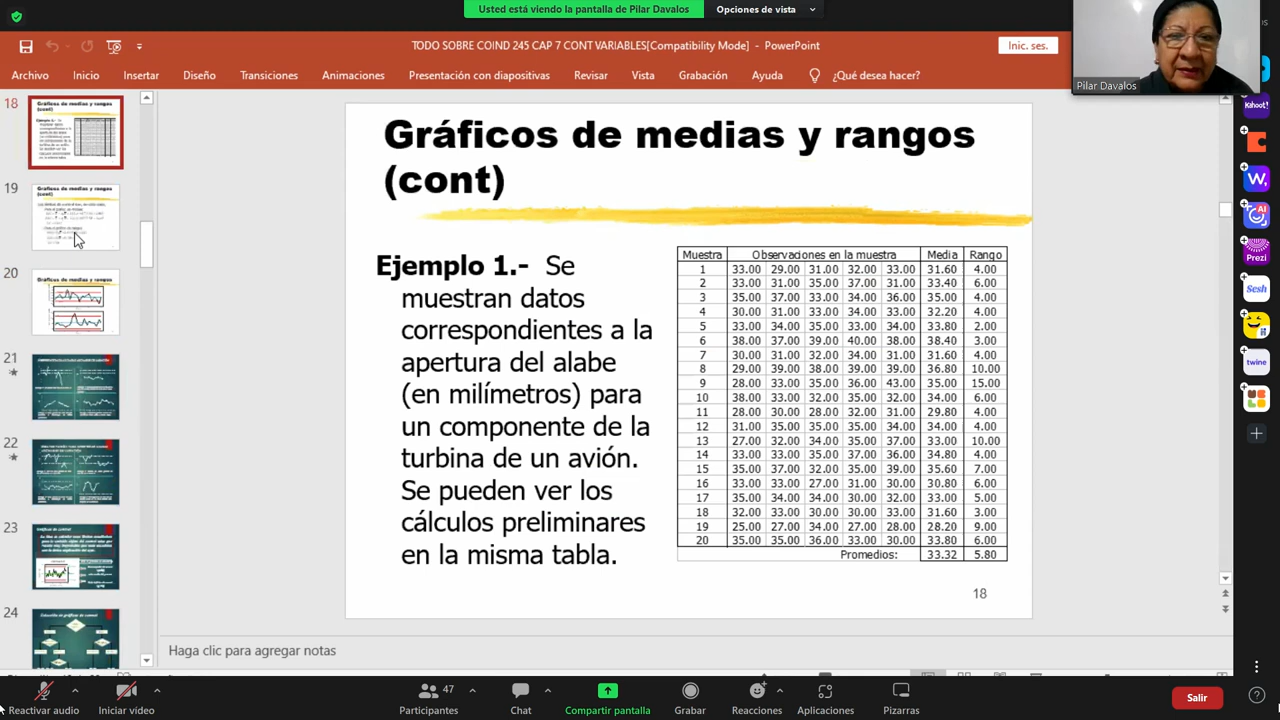 Usted está viendo la pantalla de Pilar Davalos
Opciones de vista
TODO SOBRE COIND 245 CAP 7 CONT VARIABLES[Compatibility Mode] - PowerPoint
Inic. ses.
Archivo Inicio Insertar Diseño Transiciones Animaciones Presentación con diapositivas Revisar Vista Grabación Ayuda ¿Qué desea hacer?
Pilar Davalos
Kahoot!
Prezi
Sesh
twine
18
Gráficos de medias y rangos (cont)
19
Gráficos de medias y rangos (cont)
20
21
22
23
24
Gráficos de medias y rangos
(cont)
Ejemplo 1.- Se
muestran datos
correspondientes a la
apertura del alabe
(en milímetros) para
un componente de la
turbina de un avión.
Se pueden ver los
cálculos preliminares
en la misma tabla.
Muestra Observaciones en la muestra Media Rango
1 33.00 29.00 31.00 32.00 33.00 31.60 4.00
2 33.00 31.00 35.00 37.00 31.00 33.40 6.00
3 35.00 37.00 33.00 34.00 36.00 35.00 4.00
4 30.00 31.00 33.00 34.00 33.00 32.20 4.00
5 33.00 34.00 35.00 33.00 34.00 33.80 2.00
6 38.00 37.00 39.00 40.00 38.00 38.40 3.00
7 30.00 31.00 32.00 34.00 31.00 31.60 4.00
8 29.00 39.00 38.00 39.00 39.00 36.80 10.00
9 28.00 33.00 35.00 36.00 43.00 35.00 15.00
10 38.00 33.00 32.00 35.00 32.00 34.00 6.00
11 28.00 30.00 28.00 32.00 31.00 29.80 4.00
12 31.00 35.00 35.00 35.00 34.00 34.00 4.00
13 27.00 32.00 34.00 35.00 37.00 33.00 10.00
14 33.00 33.00 35.00 37.00 36.00 34.80 4.00
15 35.00 37.00 32.00 35.00 39.00 35.60 7.00
16 33.00 33.00 27.00 31.00 30.00 30.80 6.00
17 35.00 34.00 34.00 30.00 32.00 33.00 5.00
18 32.00 33.00 30.00 30.00 33.00 31.60 3.00
19 25.00 27.00 34.00 27.00 28.00 28.20 9.00
20 35.00 35.00 36.00 33.00 30.00 33.80 6.00
Promedios: 33.32 5.80
18
Haga clic para agregar notas
Reactivar audio
Iniciar video
47
Participantes
Chat
Compartir pantalla
Grabar
Reacciones
Aplicaciones
Pizarras
Salir